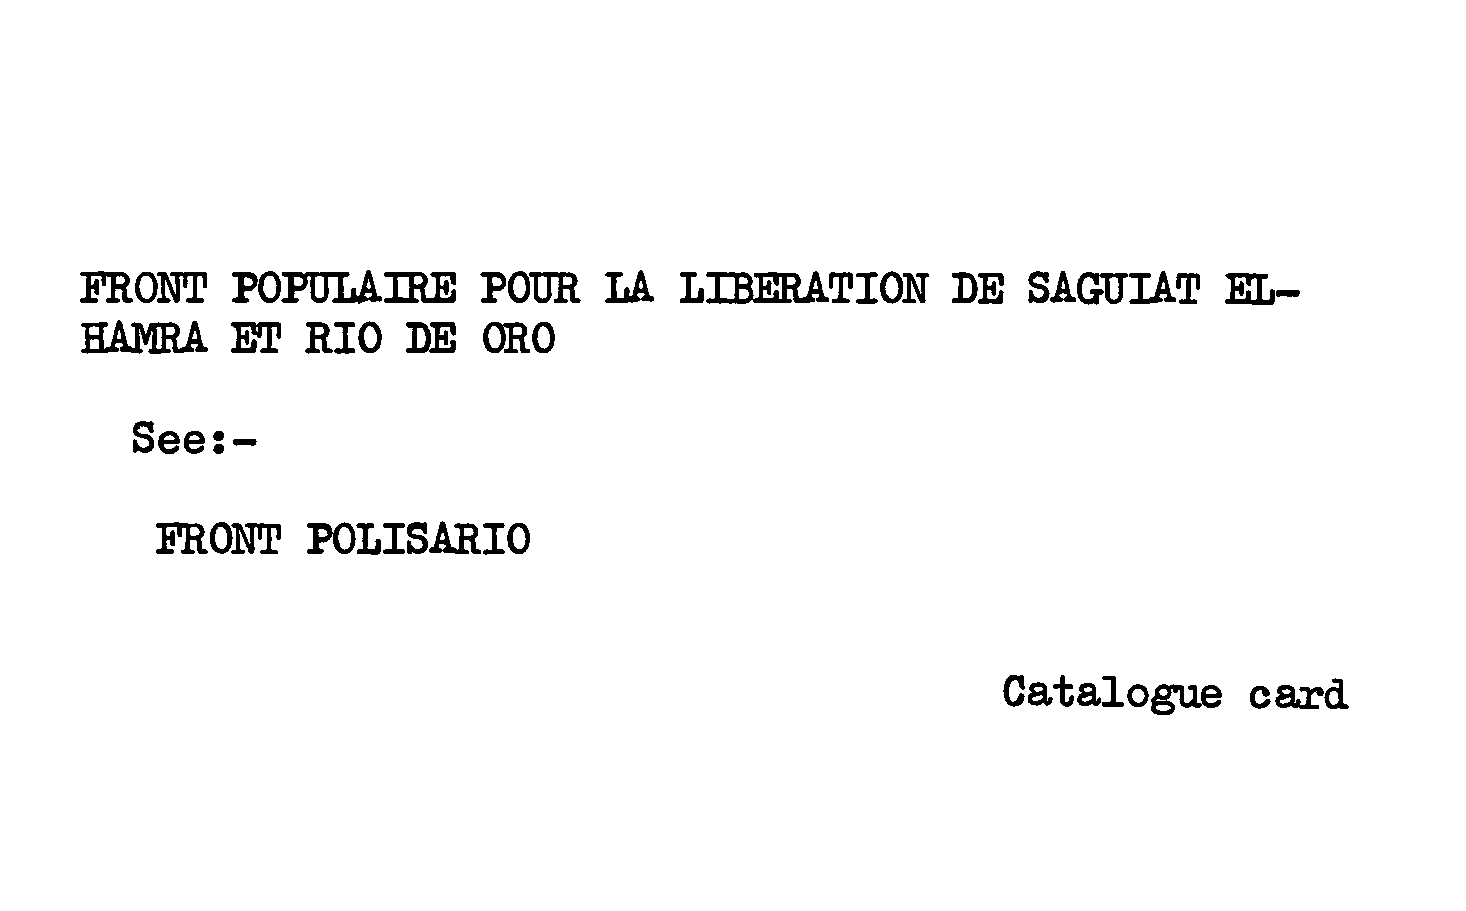 FRONT POPULAIRE POUR LA LIBERATION DE SAGUIAT EL-
HAMRA ET RIO DE ORO
See:-
FRONT POLISARIO
Catalogue card